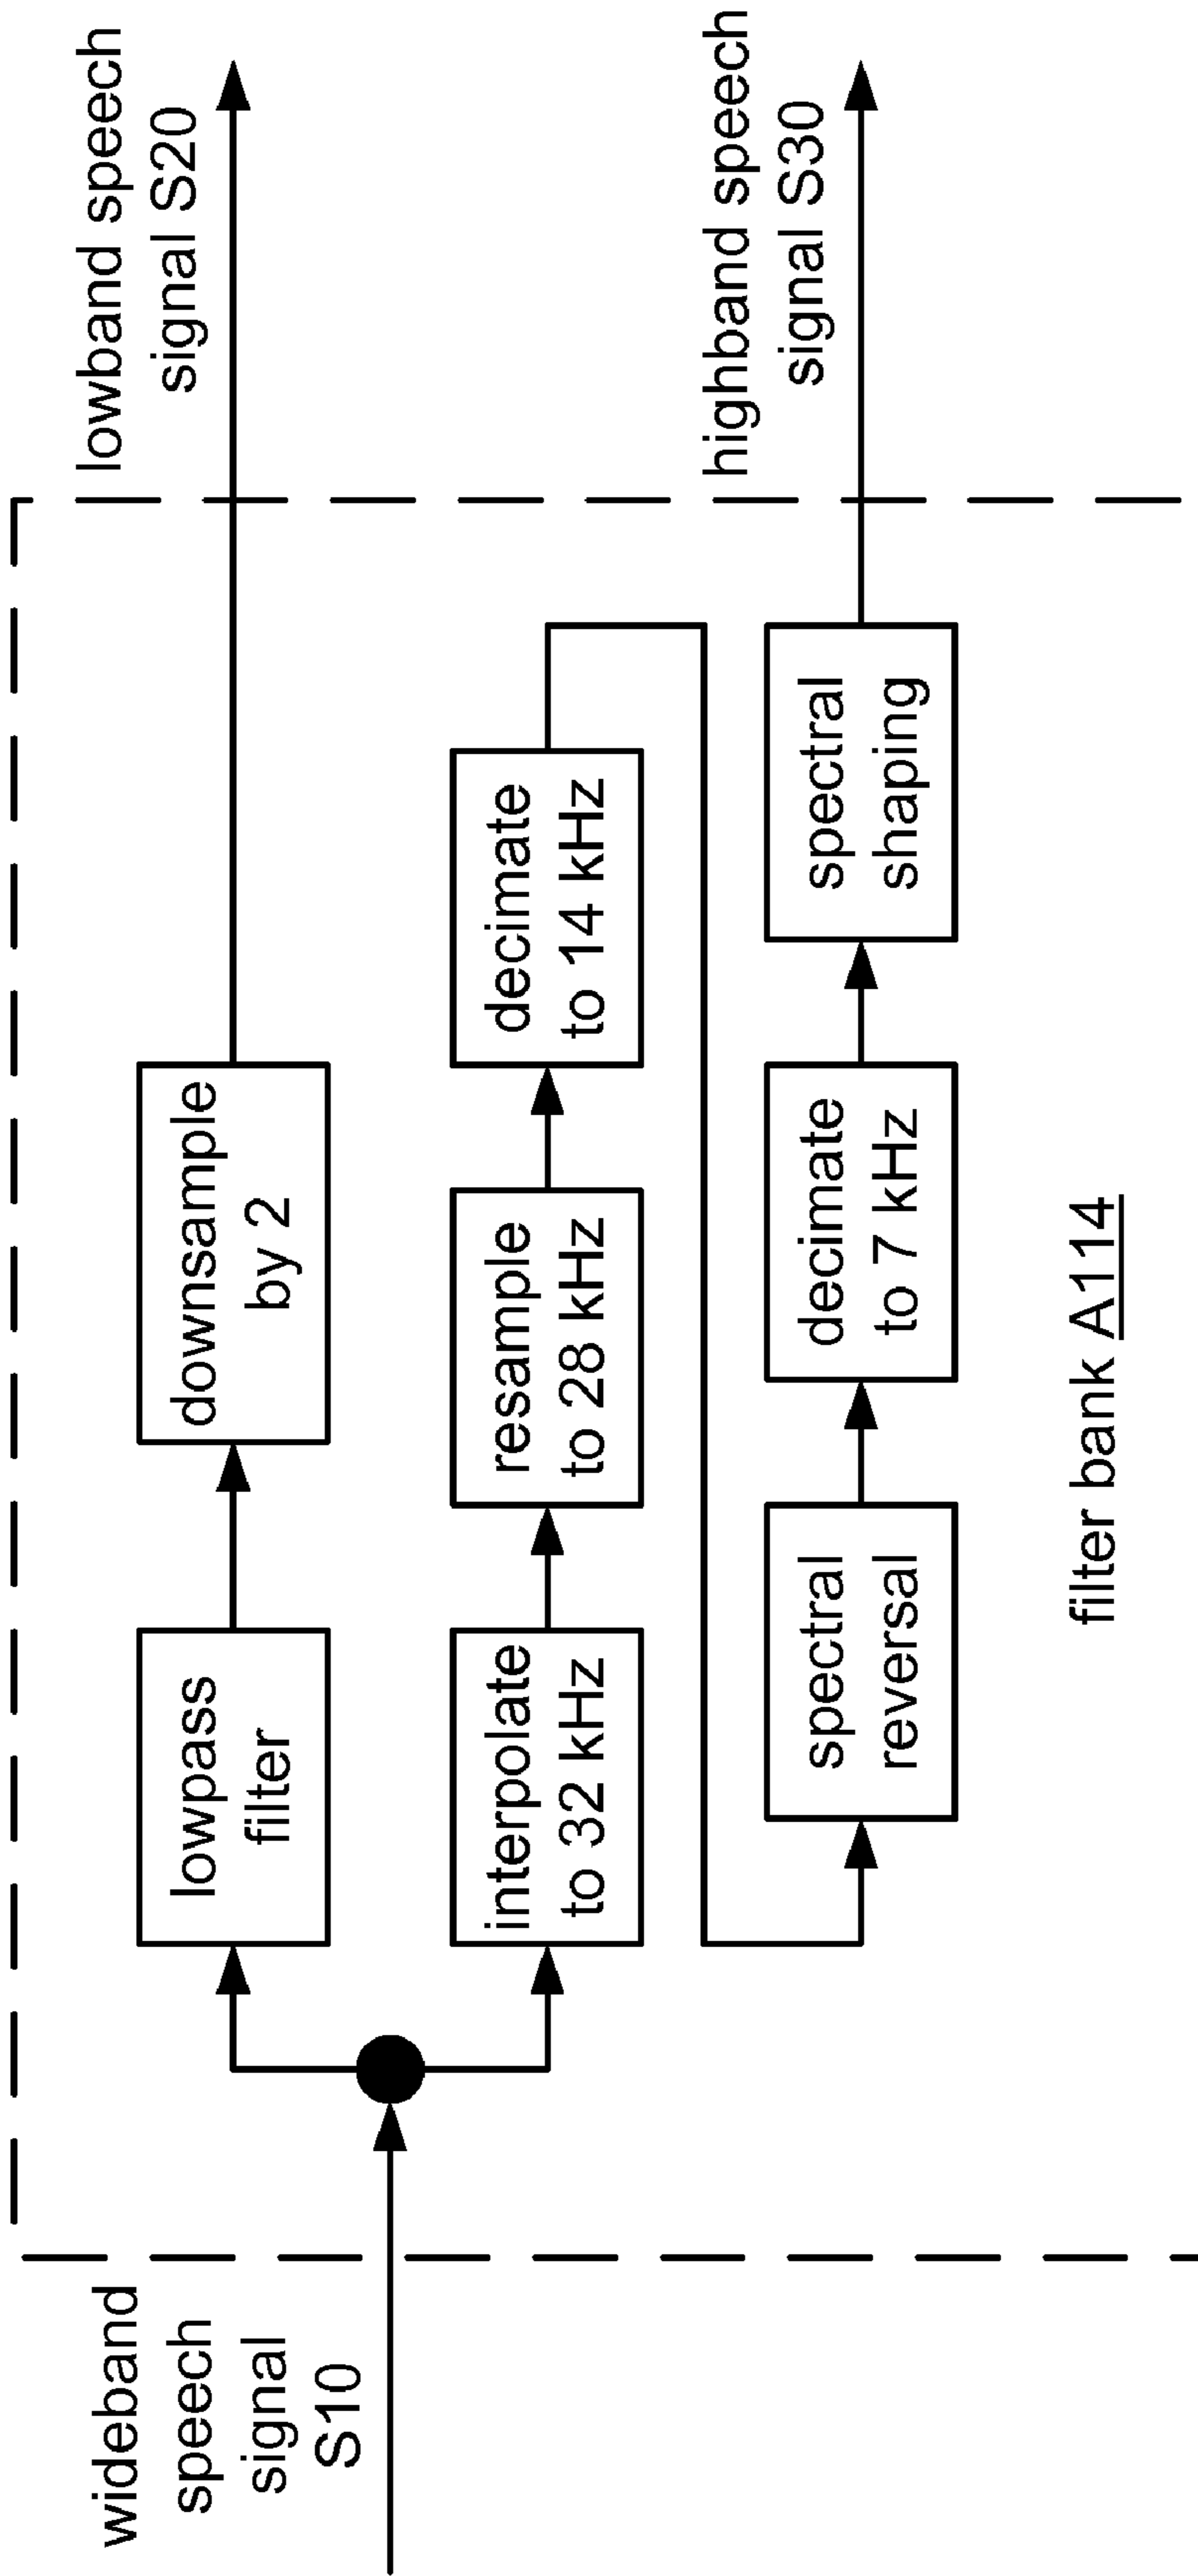 wideband
speech
signal
S10
lowpass
filter
downsample
by 2
lowband speech
signal S20
interpolate
to 32 kHz
resample
to 28 kHz
decimate
to 14 kHz
spectral
reversal
decimate
to 7 kHz
spectral
shaping
highband speech
signal S30
filter bank A114